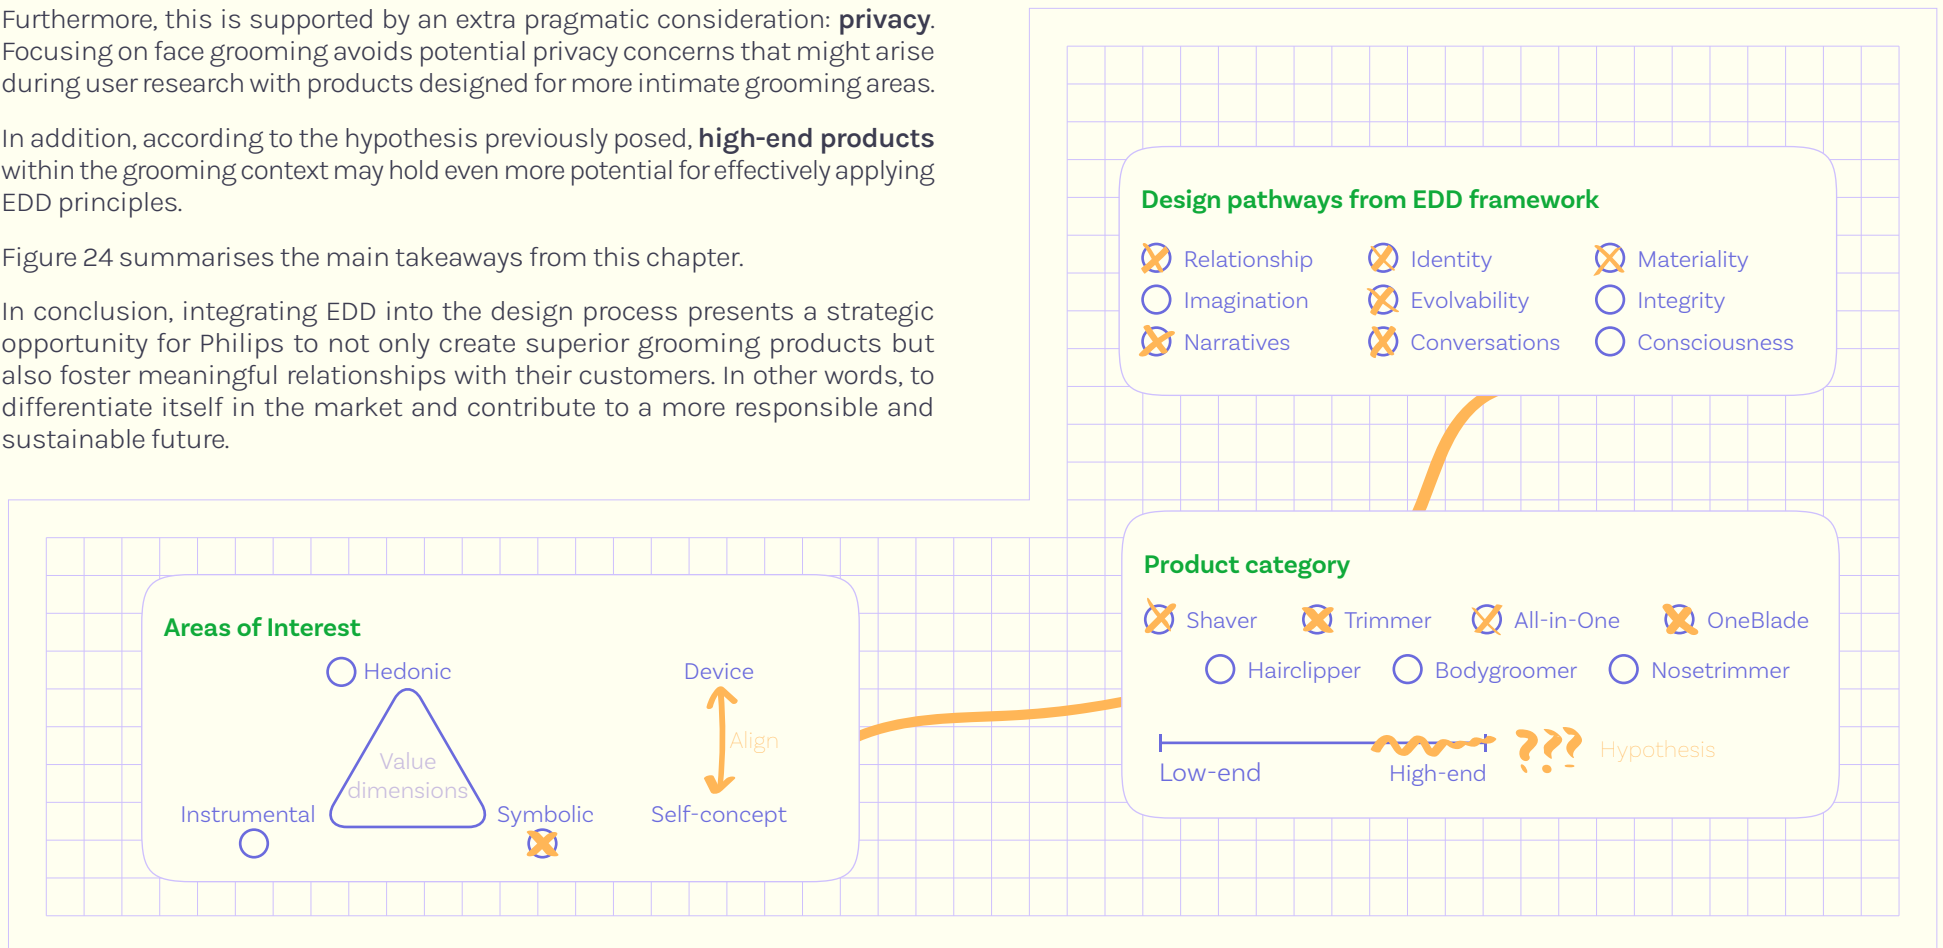 Furthermore, this is supported by an extra pragmatic consideration: privacy.
Focusing on face grooming avoids potential privacy concerns that might arise
during user research with products designed for more intimate grooming areas.
In addition, according to the hypothesis previously posed, high-end products
within the grooming context may hold even more potential for effectively applying
EDD principles.
Figure 24 summarises the main takeaways from this chapter.
In conclusion, integrating EDD into the design process presents a strategic
opportunity for Philips to not only create superior grooming products but
also foster meaningful relationships with their customers. In other words, to
differentiate itself in the market and contribute to a more responsible and
sustainable future.
Areas of Interest
Hedonic
Value
dimensions
Instrumental
Symbolic
Device
Align
Self-concept
Design pathways from EDD framework
Relationship Identity Materiality
Imagination Evolvability Integrity
Narratives Conversations Consciousness
Product category
Shaver Trimmer All-in-One OneBlade
Hairclipper Bodygroomer Nosetrimmer
??? Hypothesis
Low-end High-end